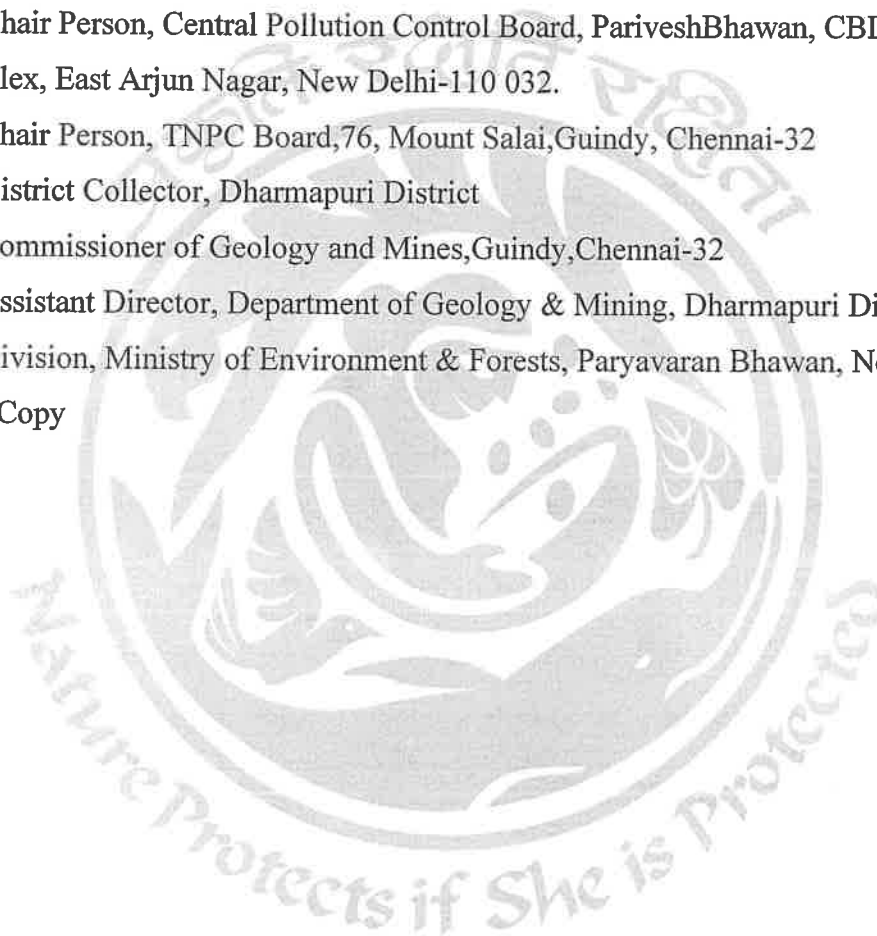 hair Person, Central Pollution Control Board, PariveshBhawan, CBD
lex, East Arjun Nagar, New Delhi-110 032.
hair Person, TNPC Board,76, Mount Salai,Guindy, Chennai-32
istrict Collector, Dharmapuri District
ommissioner of Geology and Mines,Guindy,Chennai-32
ssistant Director, Department of Geology & Mining, Dharmapuri Di
ivision, Ministry of Environment & Forests, Paryavaran Bhawan, Ne
Copy
Nature Protects if She is Protected